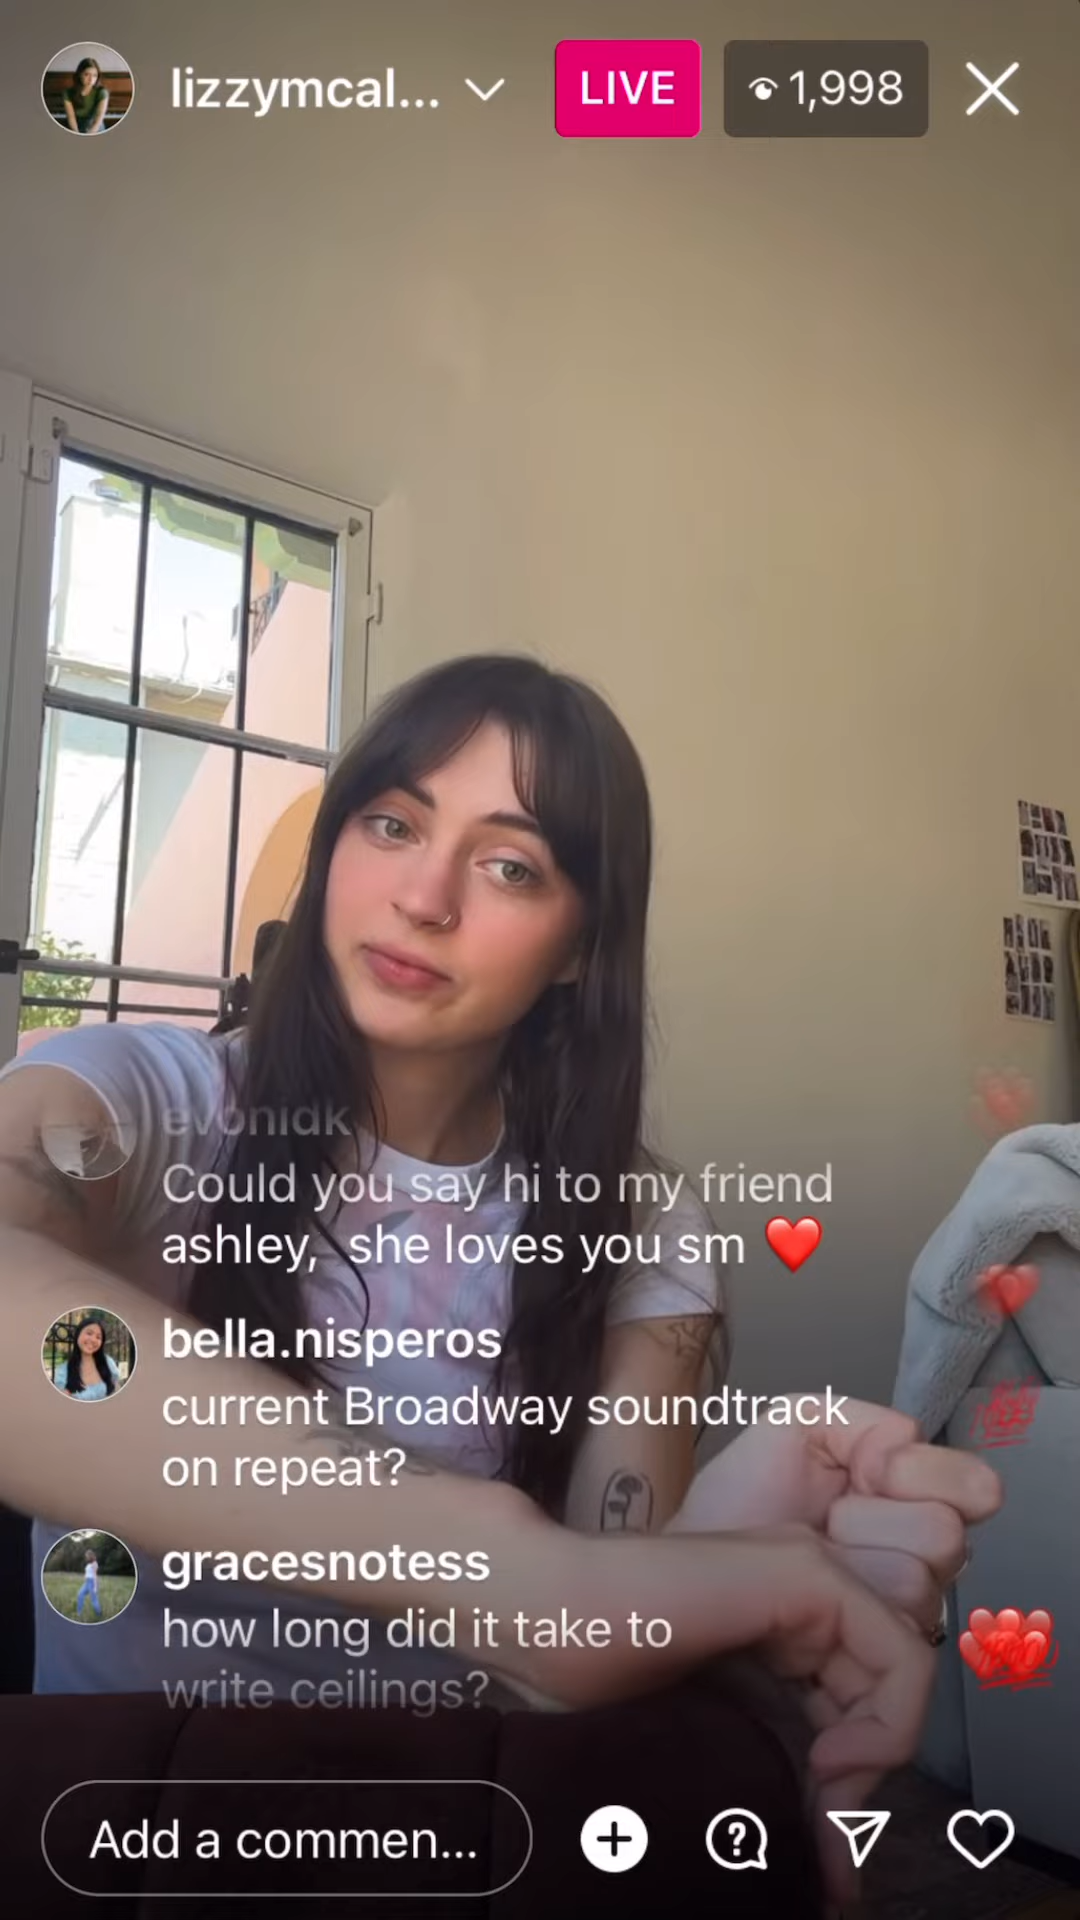 lizzymcal...
LIVE
1,998
evonidk
Could you say hi to my friend
ashley, she loves you sm ❤️
bella.nisperos
current Broadway soundtrack
on repeat?
gracesnotess
how long did it take to
write ceilings?
Add a commen...